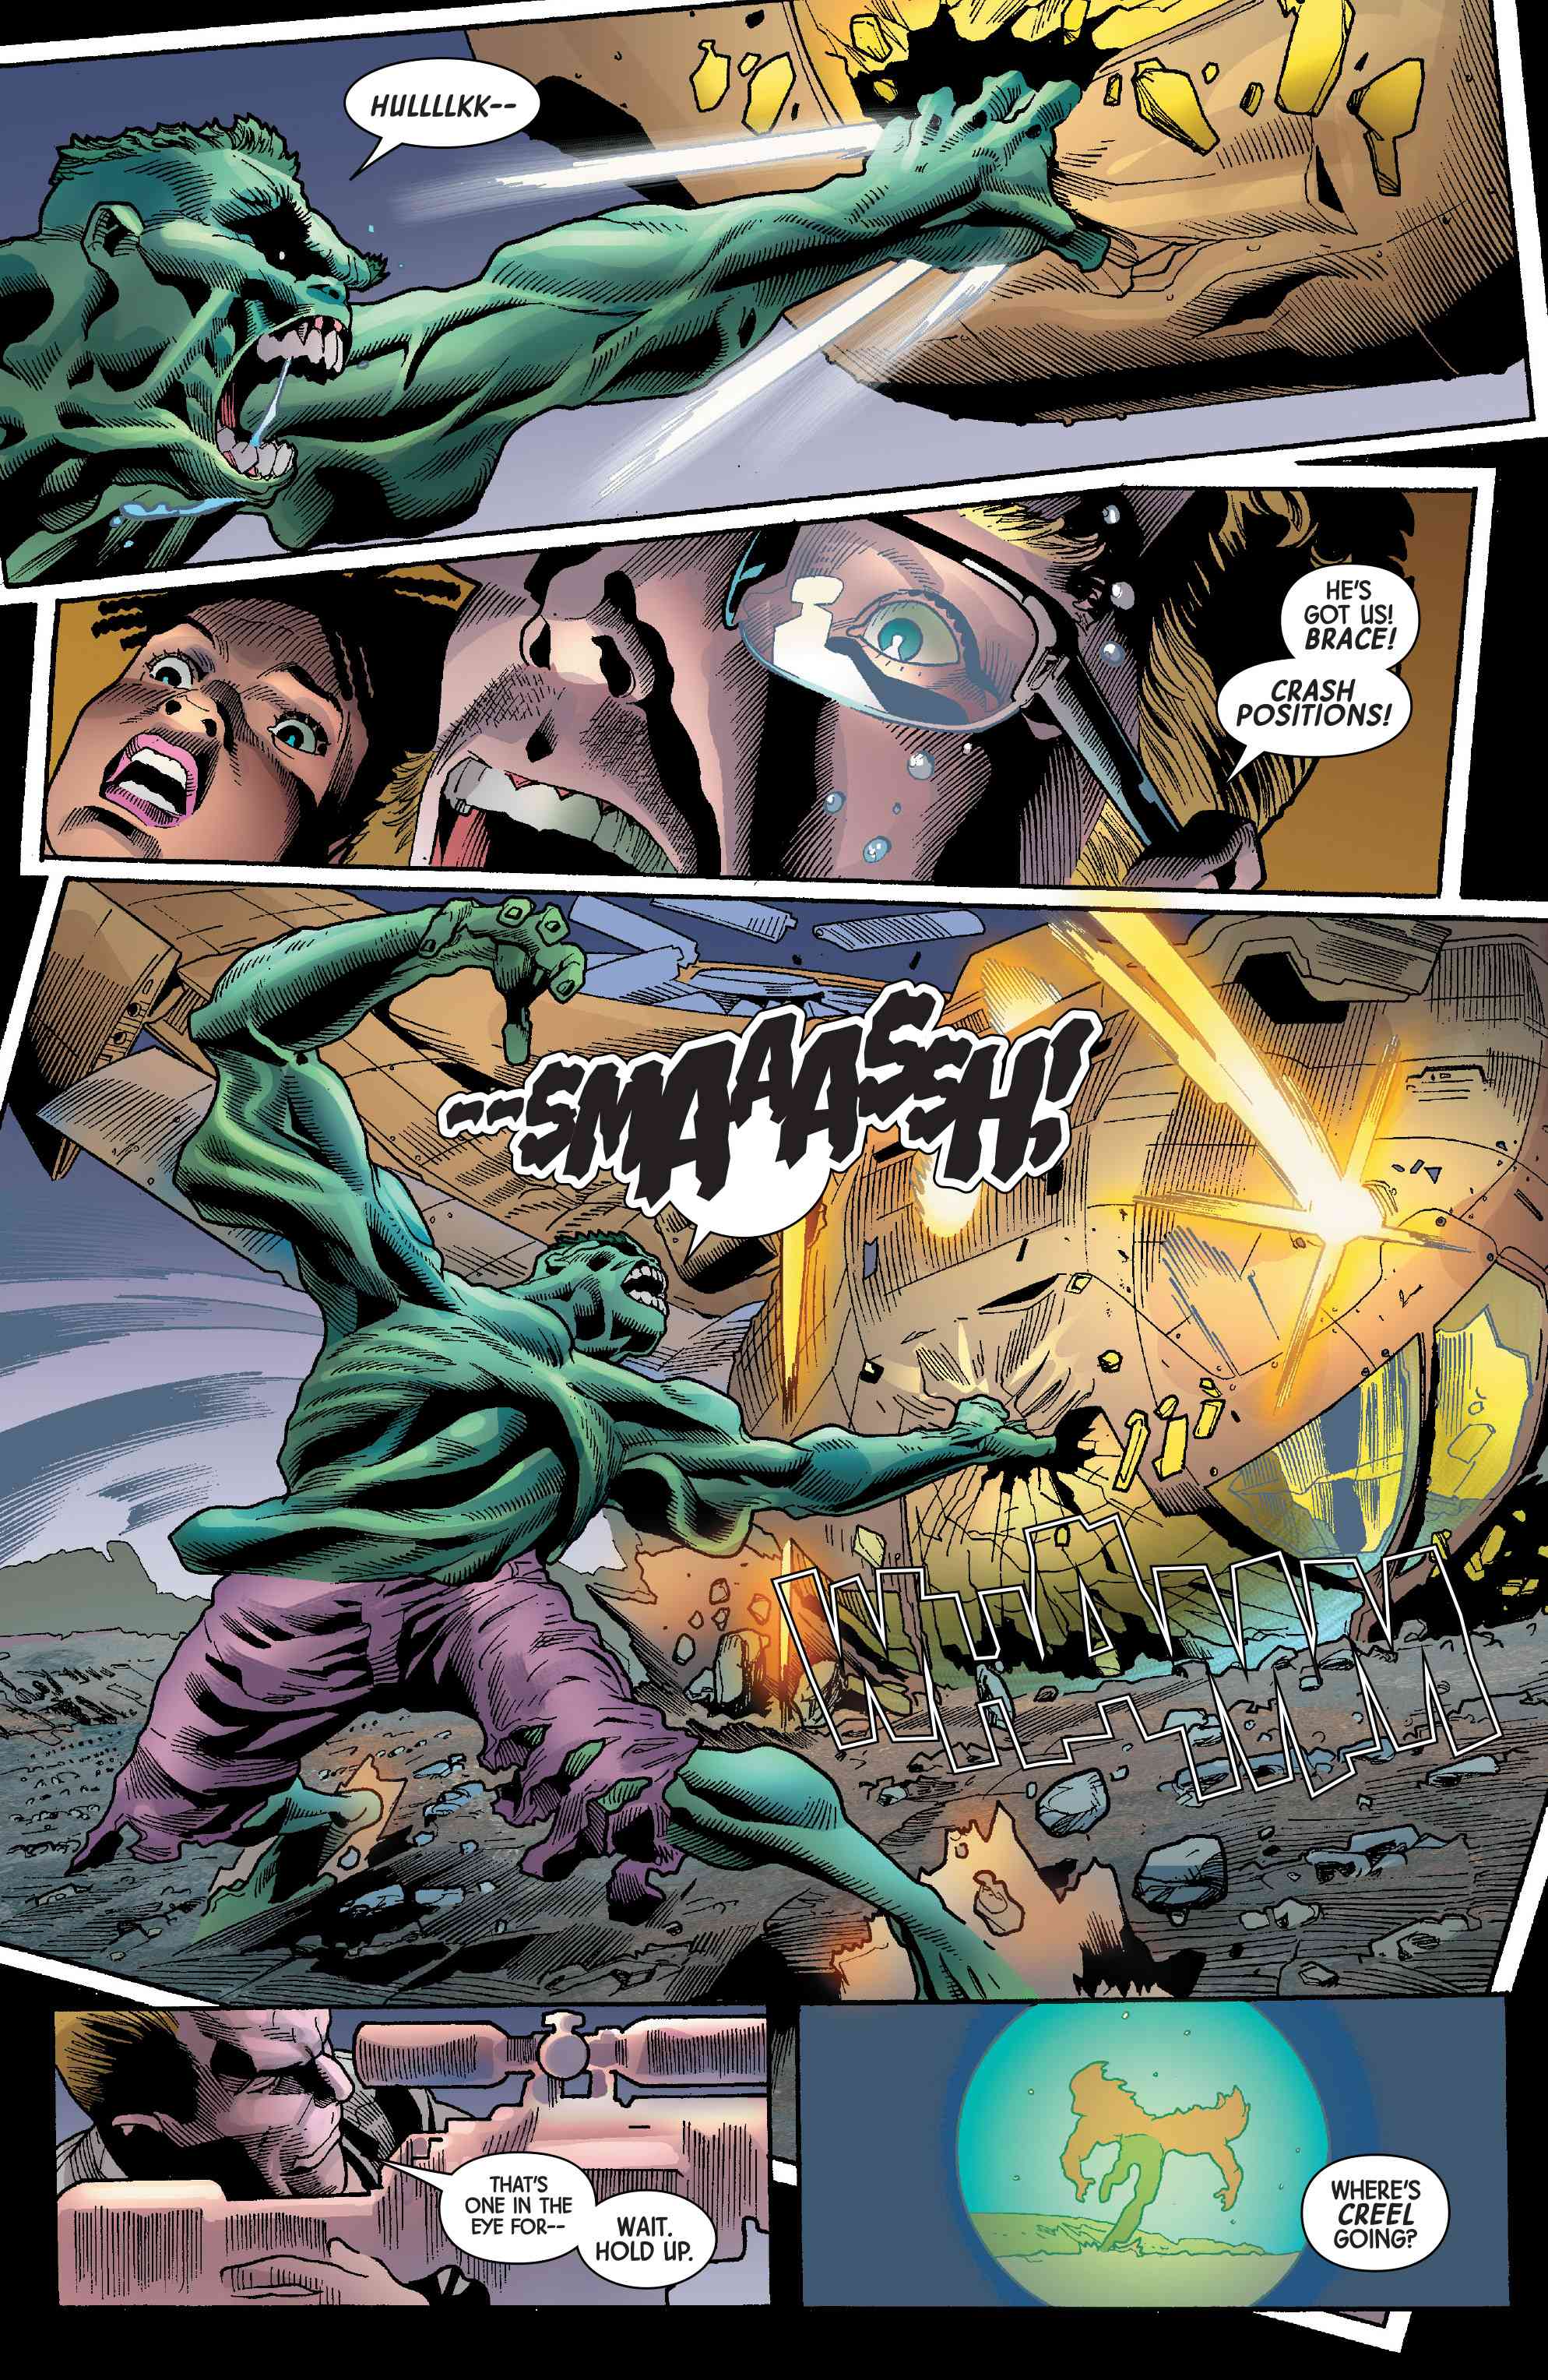 HULLLLKK--
HE'S
GOT US!
BRACE!
CRASH
POSITIONS!
--SMAAAASSSH!
WHAMM
THAT'S
ONE IN THE
EYE FOR--
WAIT.
HOLD UP.
WHERE'S
CREEL
GOING?